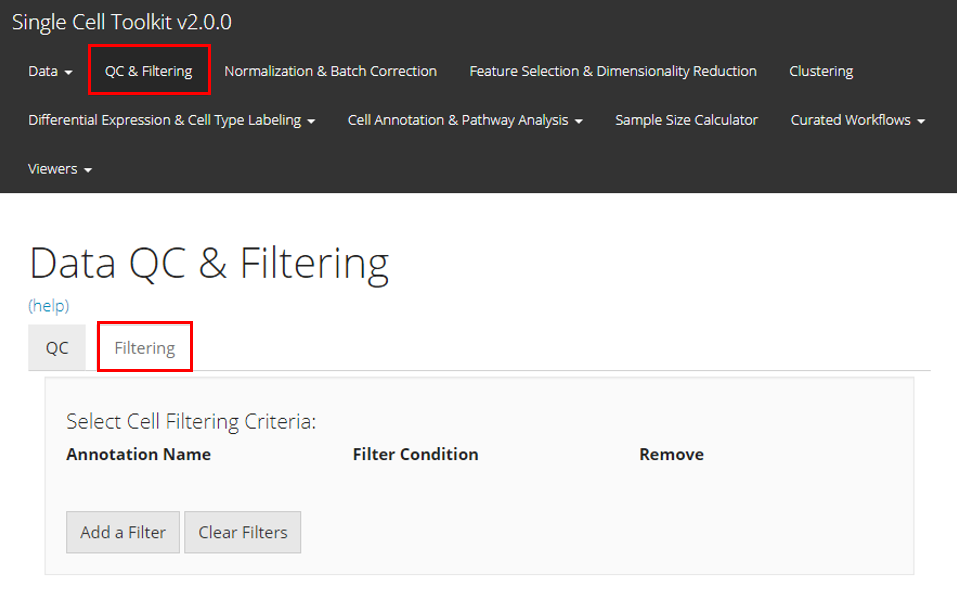 Single Cell Toolkit v2.0.0
Data QC & Filtering Normalization & Batch Correction Feature Selection & Dimensionality Reduction Clustering
Differential Expression & Cell Type Labeling Cell Annotation & Pathway Analysis Sample Size Calculator Curated Workflows
Viewers
Data QC & Filtering
(help)
QC Filtering
Select Cell Filtering Criteria:
Annotation Name Filter Condition Remove
Add a Filter Clear Filters